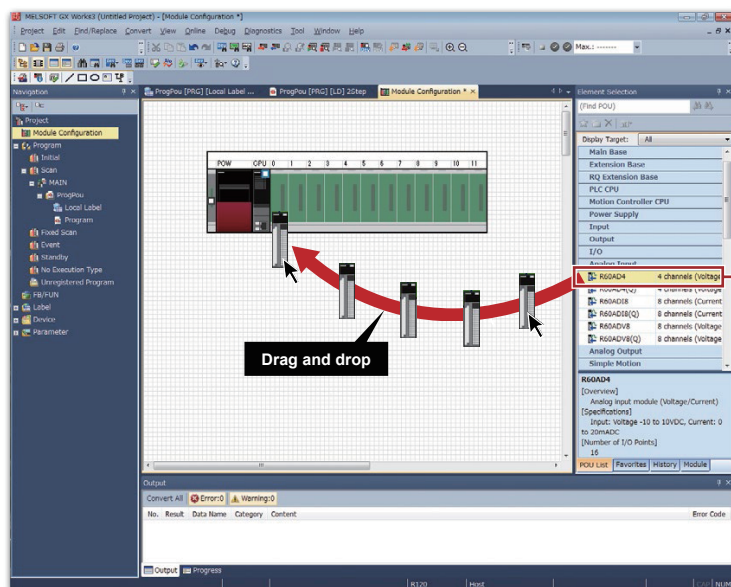 MELSOFT GX Works3 (Untitled Project) - [Module Configuration *]
Project Edit Find/Replace Convert View Online Debug Diagnostics Tool Window Help
Max.: ------
Navigation
ProgPou [PRG] [Local Label ...
ProgPou [PRG] [LD] 2Step
Module Configuration *
Element Selection
(Find POU)
Display Target: All
Project
Module Configuration
Program
Initial
Scan
MAIN
ProgPou
Local Label
Program
Fixed Scan
Event
Standby
No Execution Type
Unregistered Program
FB/FUN
Label
Device
Parameter
POW CPU 0 1 2 3 4 5 6 7 8 9 10 11
Drag and drop
Main Base
Extension Base
RQ Extension Base
PLC CPU
Motion Controller CPU
Power Supply
Input
Output
I/O
Analog Input
R60AD4 4 channels (Voltage
R60AD4(Q) 4 channels (Voltage
R60ADI8 8 channels (Current
R60ADI8(Q) 8 channels (Current
R60ADV8 8 channels (Voltage
R60ADV8(Q) 8 channels (Voltage
Analog Output
Simple Motion
R60AD4
[Overview]
Analog input module (Voltage/Current)
[Specifications]
Input: Voltage -10 to 10VDC, Current: 0
to 20mADC
[Number of I/O Points]
16
POU List Favorites History Module
Output
Convert All Error:0 Warning:0
No. Result Data Name Category Content Error Code
Output Progress
R120 Host CAP NUM